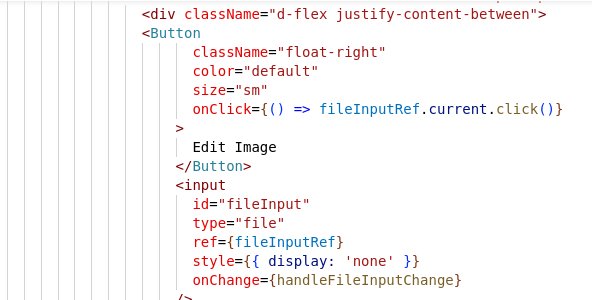 <div className="d-flex justify-content-between">
<Button
className="float-right"
color="default"
size="sm"
onClick={() => fileInputRef.current.click()}
>
Edit Image
</Button>
<input
id="fileInput"
type="file"
ref={fileInputRef}
style={{ display: 'none' }}
onChange={handleFileInputChange}
/>